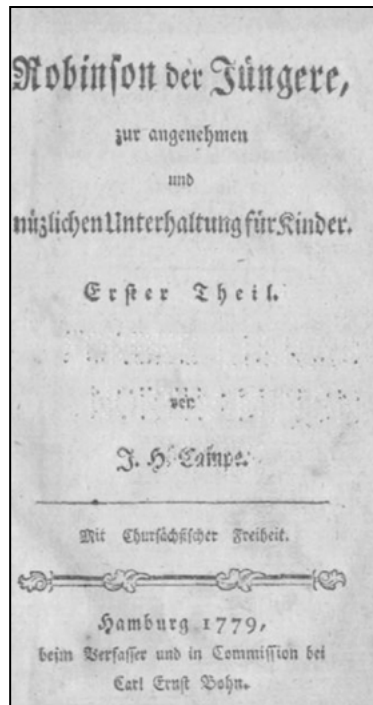 Robinson der Jüngere,
zur angenehmen
und
nüzlichen Unterhaltung für Kinder.
Erster Theil.
von
J. H. Campe.
Mit Chursächsischer Freiheit.
Hamburg 1779,
beim Verfasser und in Commission bei
Carl Ernst Bohn.